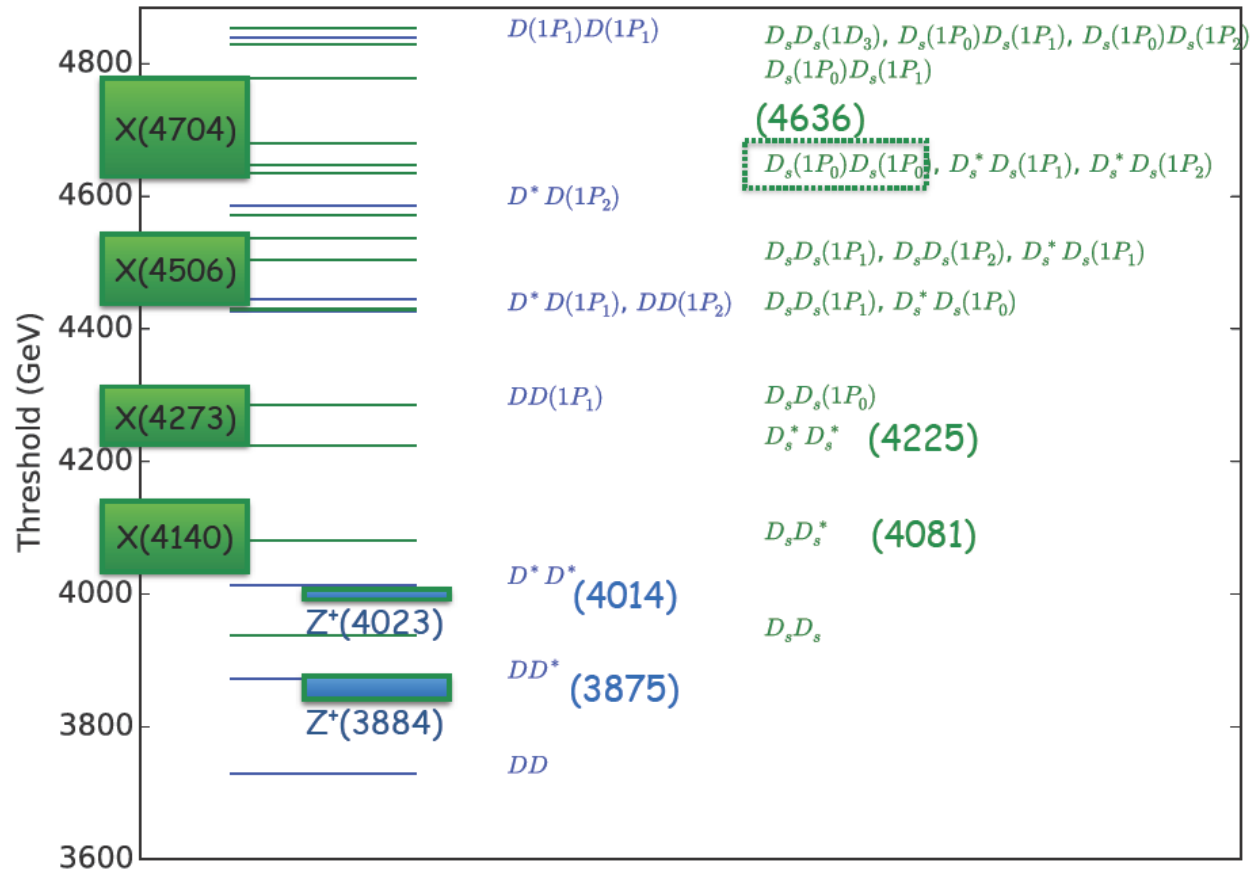 D(1P₁)D(1P₁) DₛDₛ(1D₃), Dₛ(1P₀)Dₛ(1P₁), Dₛ(1P₀)Dₛ(1P₂)
4800 Dₛ(1P₀)Dₛ(1P₁)
(4636)
X(4704)
Dₛ(1P₀)Dₛ(1P₀), Dₛ*Dₛ(1P₁), Dₛ*Dₛ(1P₂)
4600 D*D(1P₂)
X(4506) DₛDₛ(1P₁), DₛDₛ(1P₂), Dₛ*Dₛ(1P₁)
D*D(1P₁), DD(1P₂) DₛDₛ(1P₁), Dₛ*Dₛ(1P₀)
4400
X(4273) DD(1P₁) DₛDₛ(1P₀)
Dₛ*Dₛ* (4225)
4200
X(4140) DₛDₛ* (4081)
4000 D*D* (4014)
Z⁺(4023) DₛDₛ
DD* (3875)
3800 Z⁺(3884)
DD
3600
Threshold (GeV)